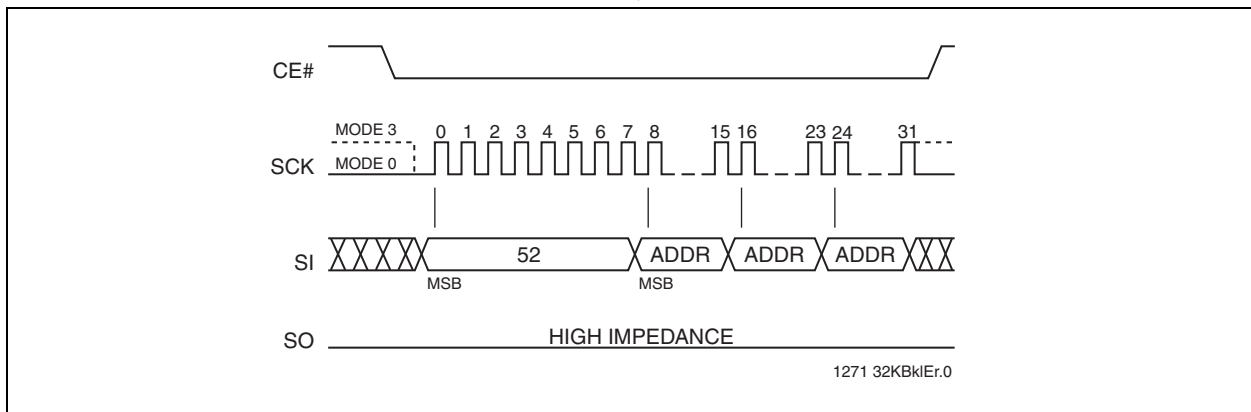 CE#
MODE 3
0 1 2 3 4 5 6 7 8 15 16 23 24 31
SCK
MODE 0
SI
52 ADDR ADDR ADDR
MSB MSB
SO
HIGH IMPEDANCE
1271 32KBklEr.0